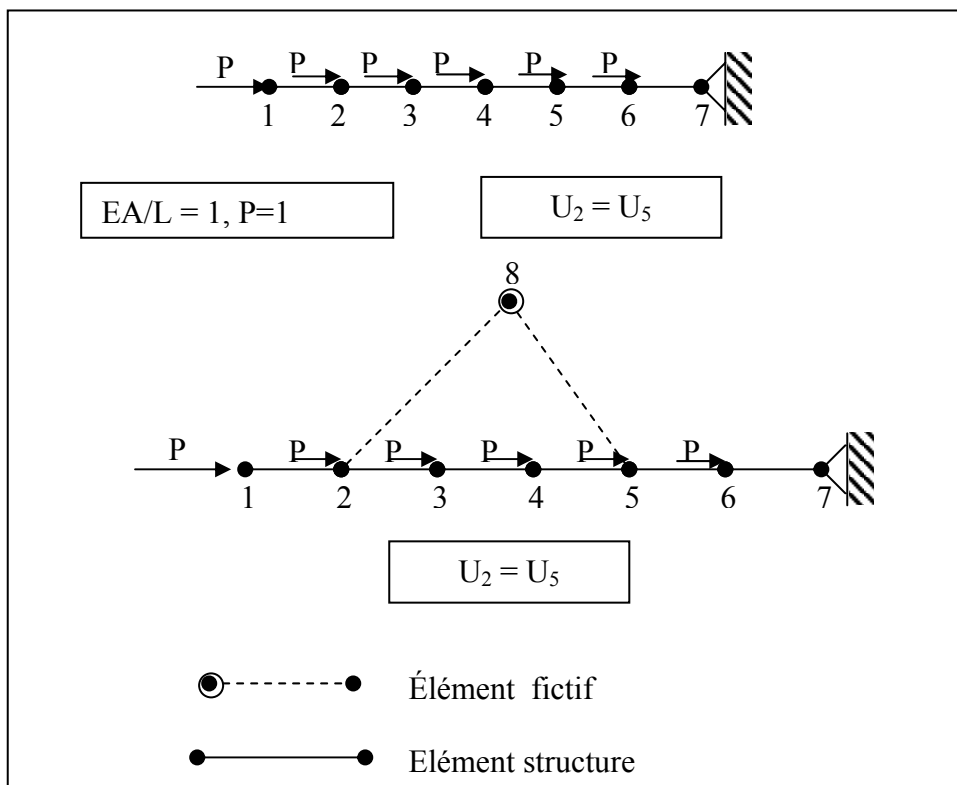 P P P P P P
1 2 3 4 5 6 7
EA/L = 1, P=1
U₂ = U₅
8
P P P P P P
1 2 3 4 5 6 7
U₂ = U₅
Élément fictif
Elément structure